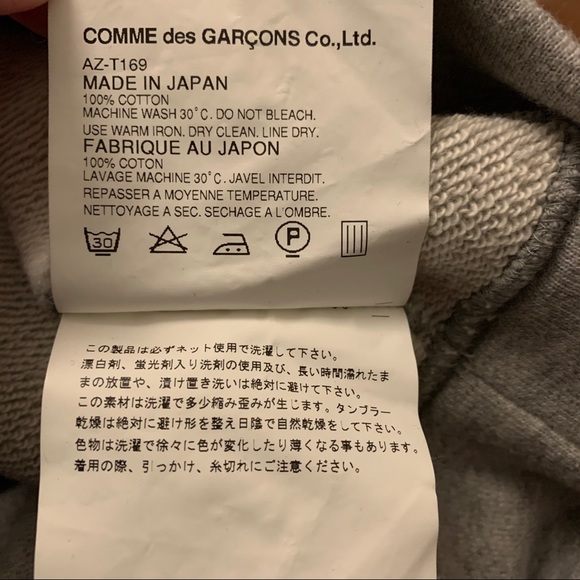 COMME des GARÇONS Co.,Ltd.
AZ-T169
MADE IN JAPAN
100% COTTON
MACHINE WASH 30°C. DO NOT BLEACH.
USE WARM IRON. DRY CLEAN. LINE DRY.
FABRIQUE AU JAPON
100% COTON
LAVAGE MACHINE 30°C. JAVEL INTERDIT.
REPASSER A MOYENNE TEMPERATURE.
NETTOYAGE A SEC. SECHAGE A L'OMBRE.
30 P
この製品は必ずネット使用で洗濯して下さい。
漂白剤、蛍光剤入り洗剤の使用及び、長い時間濡れたま
まの放置や、漬け置き洗いは絶対に避けて下さい。
この素材は洗濯で多少縮み歪みが生じます。タンブラー
乾燥は絶対に避け形を整え日陰で自然乾燥をして下さい。
色物は洗濯で徐々に色が変化したり薄くなる事もあります。
着用の際、引っかけ、糸切れにご注意ください。